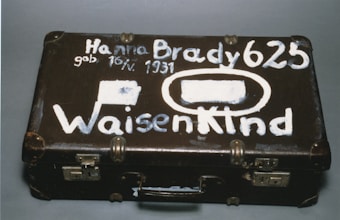 Hanna Brady 625
geb. 16/V. 1931
Waisenkind